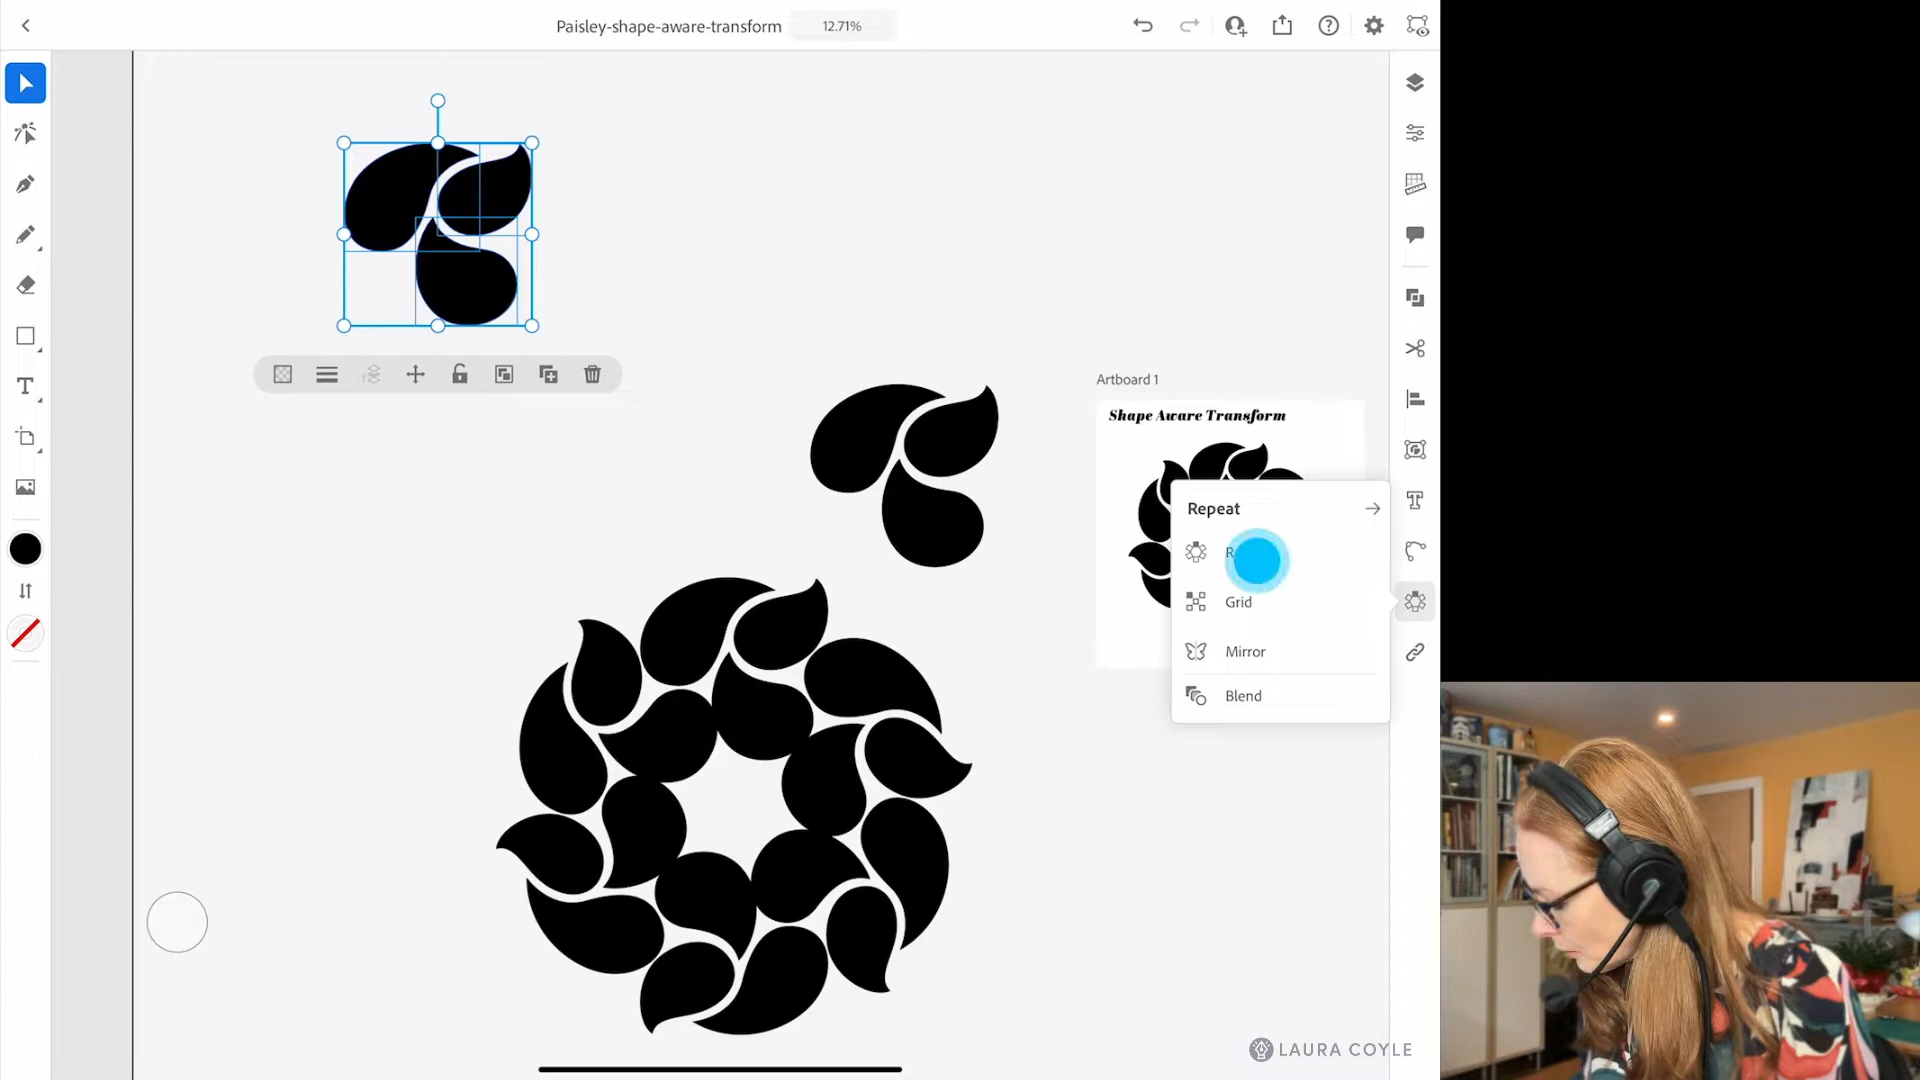 Paisley-shape-aware-transform
12.71%
Artboard 1
Shape Aware Transform
Repeat
Grid
Mirror
Blend
LAURA COYLE